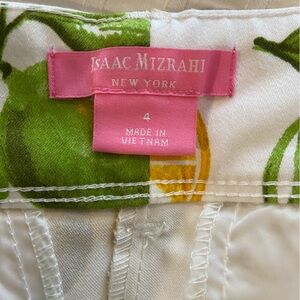 ISAAC MIZRAHI
NEW YORK
4
MADE IN
VIETNAM